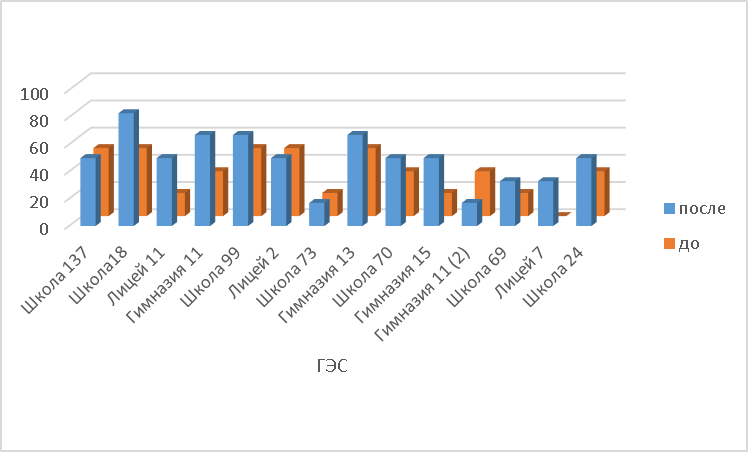 100
80
60
40
20
0
Школа 137
Школа18
Лицей 11
Гимназия 11
Школа 99
Лицей 2
Школа 73
Гимназия 13
Школа 70
Гимназия 15
Гимназия 11 (2)
Школа 69
Лицей 7
Школа 24
ГЭС
после
до